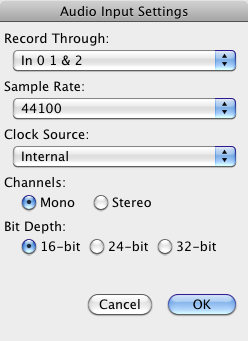 Audio Input Settings
Record Through:
In 0 1 & 2
Sample Rate:
44100
Clock Source:
Internal
Channels:
Mono Stereo
Bit Depth:
16-bit 24-bit 32-bit
Cancel OK